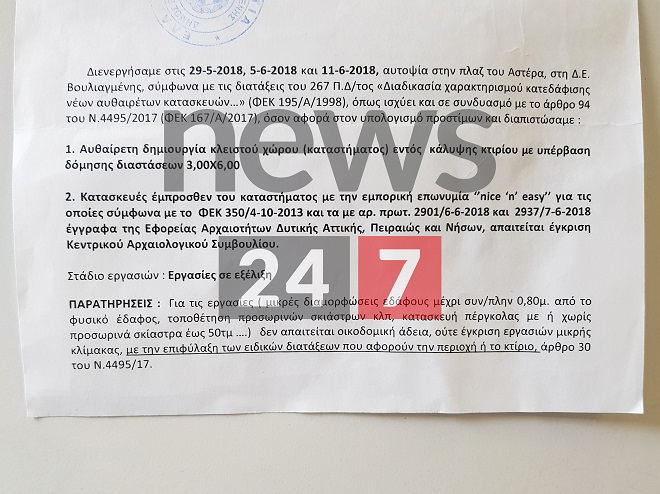 Διενεργήσαμε στις 29-5-2018, 5-6-2018 και 11-6-2018, αυτοψία στην πλαζ του Αστέρα, στη Δ.Ε.
Βουλιαγμένης, σύμφωνα με τις διατάξεις του 267 Π.Δ/τος «Διαδικασία χαρακτηρισμού κατεδάφισης
νέων αυθαιρέτων κατασκευών...» (ΦΕΚ 195/Α/1998), όπως ισχύει και σε συνδυασμό με το άρθρο 94
του Ν.4495/2017 (ΦΕΚ 167/Α/2017), όσον αφορά στον υπολογισμό προστίμων και διαπιστώσαμε :
1. Αυθαίρετη δημιουργία κλειστού χώρου (καταστήματος) εντός κάλυψης κτιρίου με υπέρβαση
δόμησης διαστάσεων 3,00Χ6,00
2. Κατασκευές έμπροσθεν του καταστήματος με την εμπορική επωνυμία ‘’nice ‘n’ easy’’ για τις
οποίες σύμφωνα με το ΦΕΚ 350/4-10-2013 και τα με αρ. πρωτ. 2901/6-6-2018 και 2937/7-6-2018
έγγραφα της Εφορείας Αρχαιοτήτων Δυτικής Αττικής, Πειραιώς και Νήσων, απαιτείται έγκριση
Κεντρικού Αρχαιολογικού Συμβουλίου.
Στάδιο εργασιών : Εργασίες σε εξέλιξη
ΠΑΡΑΤΗΡΗΣΕΙΣ : Για τις εργασίες ( μικρές διαμορφώσεις εδάφους μέχρι συν/πλην 0,80μ. από το
φυσικό έδαφος, τοποθέτηση προσωρινών σκιάστρων κλπ, κατασκευή πέργκολας με ή χωρίς
προσωρινά σκίαστρα έως 50τμ ....) δεν απαιτείται οικοδομική άδεια, ούτε έγκριση εργασιών μικρής
κλίμακας, με την επιφύλαξη των ειδικών διατάξεων που αφορούν την περιοχή ή το κτίριο, άρθρο 30
του Ν.4495/17.
news
24 7